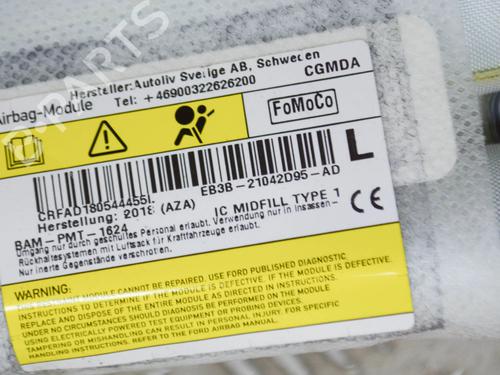 Hersteller:Autoliv Sverige AB, Schweden
Airbag-Module
Tel: +46900322626200
CGMDA
FoMoCo
L
CRFAD180544455L
EB3B-21042D95-AD
Herstellung: 2018 (AZA)
IC MIDFILL TYPE 1
BAM-PMT-1624
CE
Umgang nur durch geschultes Personal erlaubt. Verwendung nur in Insassen-
Rückhaltesystemen mit Luftsack für Kraftfahrzeuge erlaubt.
Nur inerte Gegenstände verschrotten.
WARNING:
THE RESTRAINT MODULE CANNOT BE REPAIRED. USE FORD PUBLISHED DIAGNOSTIC
INSTRUCTIONS TO DETERMINE IF THE MODULE IS DEFECTIVE. IF DEFECTIVE,
REPLACE AND DISPOSE OF THE ENTIRE MODULE AS DIRECTED IN INSTRUCTIONS.
UNDER NO CIRCUMSTANCES SHOULD DIAGNOSIS BE PERFORMED
USING ELECTRICALLY POWERED TEST EQUIPMENT OR PROBING DEVICES.
TAMPERING OR MISHANDLING CAN RESULT IN PERSONAL INJURY. FOR SPECIFIC
HANDLING INSTRUCTIONS, REFER TO THE FORD AIRBAG MANUAL.